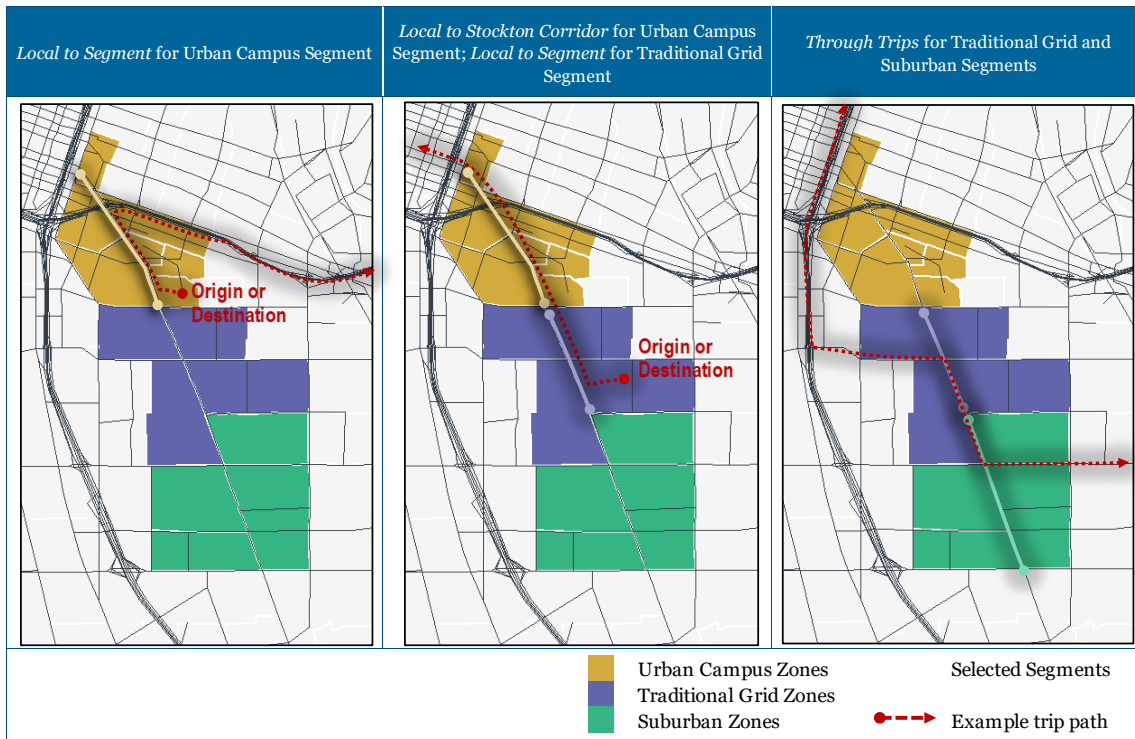 Local to Segment for Urban Campus Segment
Local to Stockton Corridor for Urban Campus
Segment; Local to Segment for Traditional Grid
Segment
Through Trips for Traditional Grid and
Suburban Segments
Origin or
Destination
Origin or
Destination
Urban Campus Zones
Traditional Grid Zones
Suburban Zones
Selected Segments
Example trip path